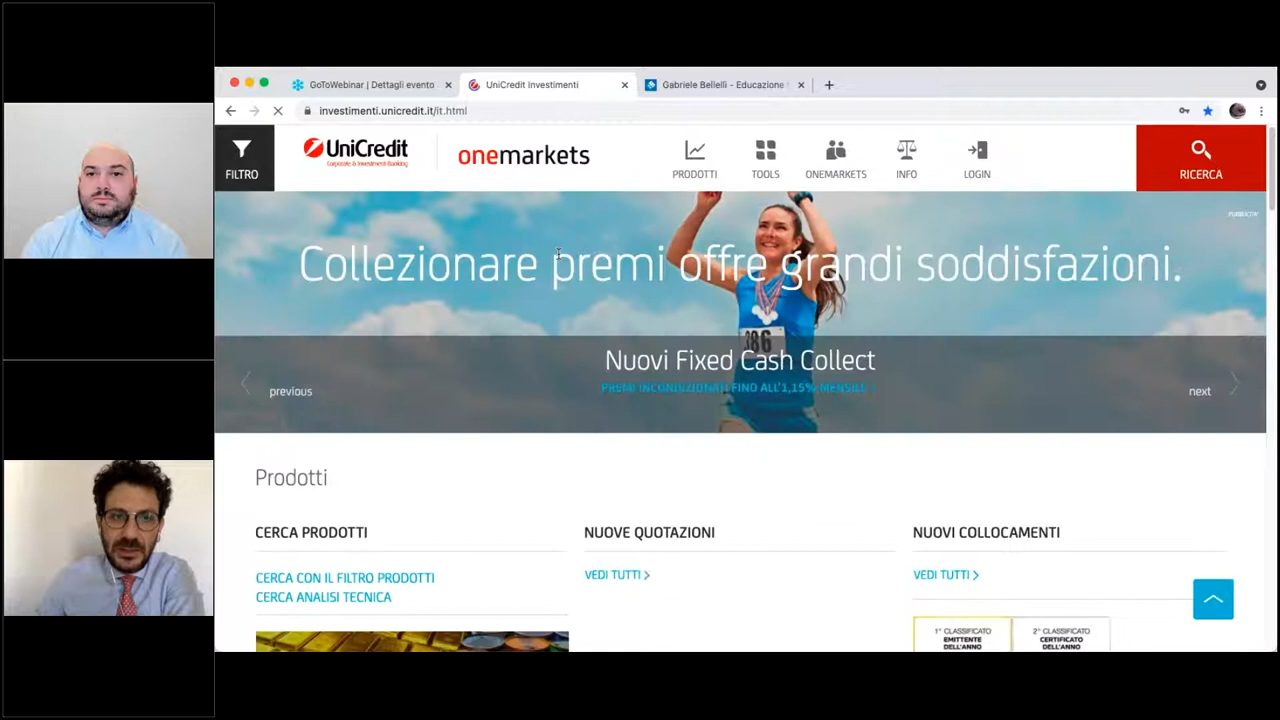 GoToWebinar | Dettagli evento
UniCredit Investimenti
Gabriele Bellelli - Educazione
investimenti.unicredit.it/it.html
FILTRO
UniCredit
Corporate & Investment Banking
onemarkets
PRODOTTI
TOOLS
ONEMARKETS
INFO
LOGIN
RICERCA
PUBBLICITA'
Collezionare premi offre grandi soddisfazioni.
386
Nuovi Fixed Cash Collect
PREMI INCONDIZIONATI FINO ALL'1,15% MENSILE
previous
next
Prodotti
CERCA PRODOTTI
NUOVE QUOTAZIONI
NUOVI COLLOCAMENTI
CERCA CON IL FILTRO PRODOTTI
CERCA ANALISI TECNICA
VEDI TUTTI >
VEDI TUTTI >
1° CLASSIFICATO
EMITTENTE
DELL'ANNO
2° CLASSIFICATO
CERTIFICATO
DELL'ANNO